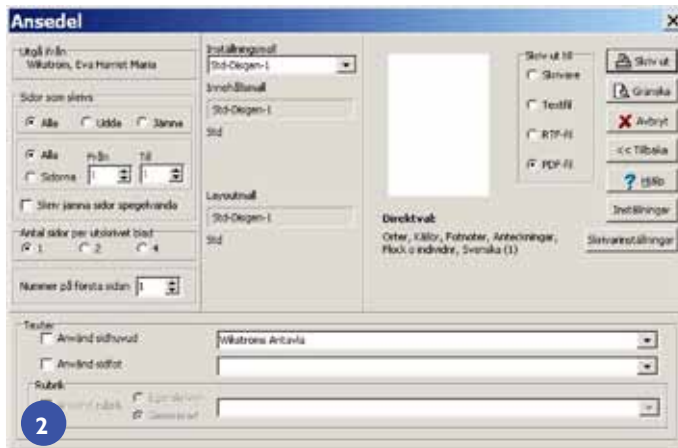 Ansedel
Utgå från
Wikström, Eva Harriet Maria
Sidor som skrivs
Alla Udda Jämna
Alla Från Till
Sidorna 1 1
Skriv jämna sidor spegelvända
Antal sidor per utskrivet blad
1 2 4
Nummer på första sidan 1
Inställningsmall
Std-Disgen-1
Innehållsmall
Std-Disgen-1
Std
Layoutmall
Std-Disgen-1
Std
Skriv ut till
Skrivare
Textfil
RTF-fil
PDF-fil
Direktval:
Orter, Källor, Fotnoter, Anteckningar,
Flock o individnr, Svenska (1)
Skriv ut
Granska
Avbryt
<< Tillbaka
Hjälp
Inställningar
Skrivarinställningar
Texter
Använd sidhuvud Wikströms Antavla
Använd sidfot
Rubrik
rubrik
2